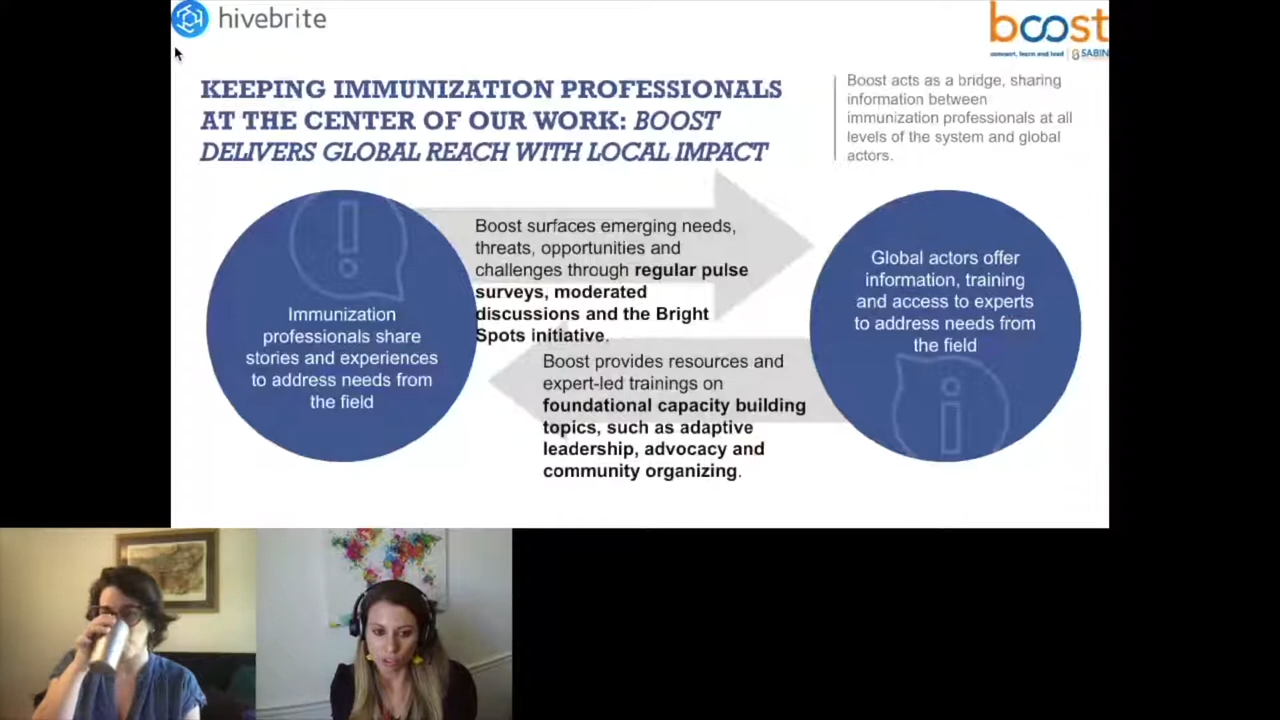 hivebrite
boost
connect, learn and lead | SABIN
KEEPING IMMUNIZATION PROFESSIONALS
AT THE CENTER OF OUR WORK: BOOST
DELIVERS GLOBAL REACH WITH LOCAL IMPACT
Boost acts as a bridge, sharing
information between
immunization professionals at all
levels of the system and global
actors.
Immunization
professionals share
stories and experiences
to address needs from
the field
Boost surfaces emerging needs,
threats, opportunities and
challenges through regular pulse
surveys, moderated
discussions and the Bright
Spots initiative.
Boost provides resources and
expert-led trainings on
foundational capacity building
topics, such as adaptive
leadership, advocacy and
community organizing.
Global actors offer
information, training
and access to experts
to address needs from
the field